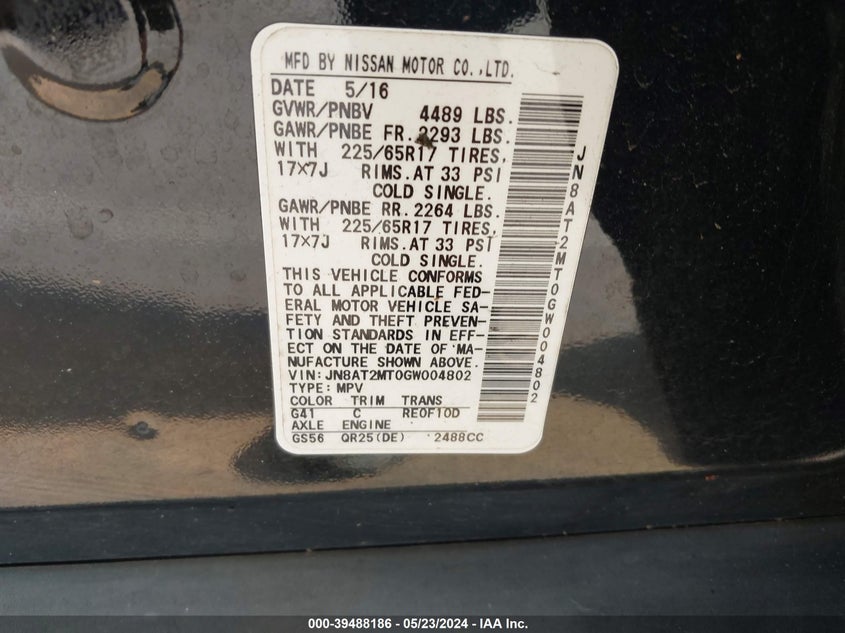 MFD BY NISSAN MOTOR CO.,LTD.
DATE 5/16
GVWR/PNBV 4489 LBS.
GAWR/PNBE FR. 2293 LBS.
WITH 225/65R17 TIRES,
17×7J RIMS.AT 33 PSI
COLD SINGLE.
GAWR/PNBE RR. 2264 LBS.
WITH 225/65R17 TIRES,
17×7J RIMS.AT 33 PSI
COLD SINGLE.
THIS VEHICLE CONFORMS
TO ALL APPLICABLE FED-
ERAL MOTOR VEHICLE SA-
FETY AND THEFT PREVEN-
TION STANDARDS IN EFF-
ECT ON THE DATE OF MA-
NUFACTURE SHOWN ABOVE.
VIN: JN8AT2MT0GW004802
TYPE: MPV
COLOR TRIM TRANS
G41 C RE0F10D
AXLE ENGINE
GS56 QR25(DE) 2488CC
JN8AT2MT0GW004802
000-39488186 - 05/23/2024 - IAA Inc.